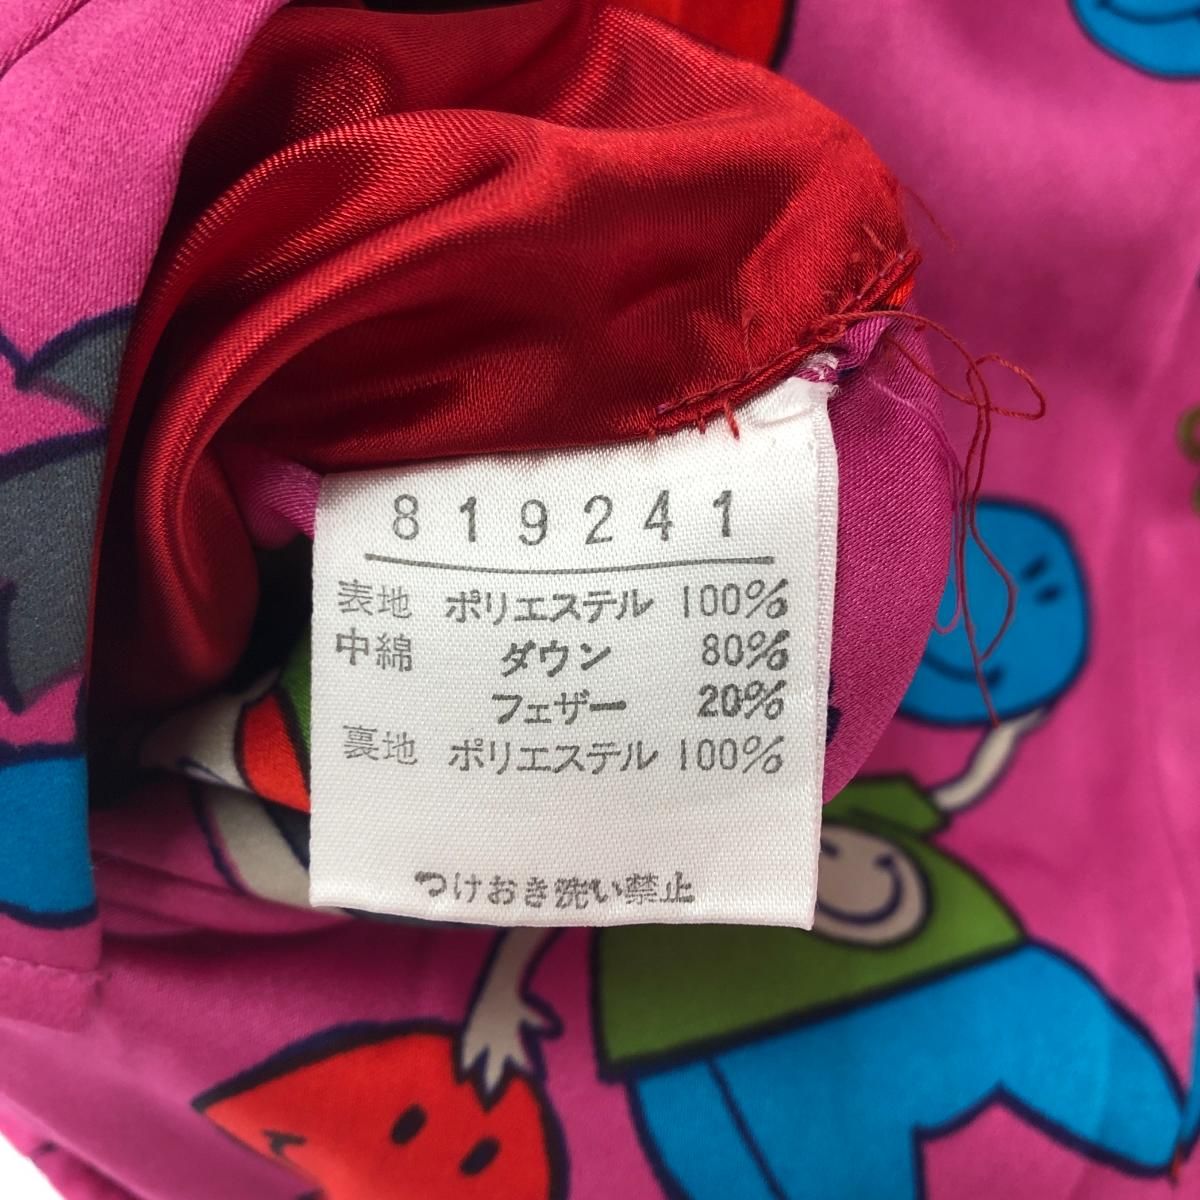 819241
表地 ポリエステル 100%
中綿 ダウン 80%
フェザー 20%
裏地 ポリエステル 100%
つけおき洗い禁止